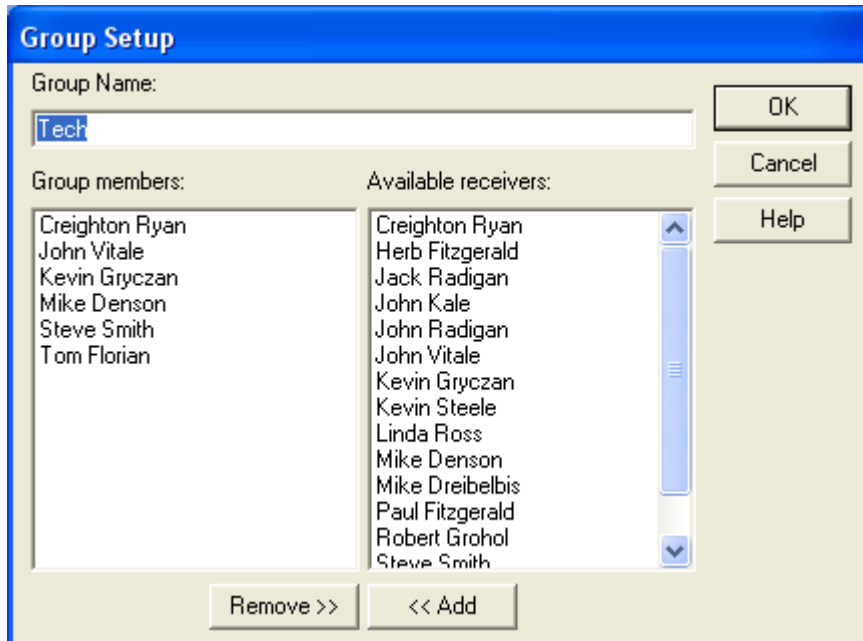 Group Setup
Group Name:
Tech
OK
Cancel
Help
Group members:
Creighton Ryan
John Vitale
Kevin Gryczan
Mike Denson
Steve Smith
Tom Florian
Available receivers:
Creighton Ryan
Herb Fitzgerald
Jack Radigan
John Kale
John Radigan
John Vitale
Kevin Gryczan
Kevin Steele
Linda Ross
Mike Denson
Mike Dreibelbis
Paul Fitzgerald
Robert Grohol
Steve Smith
Remove >>
<< Add